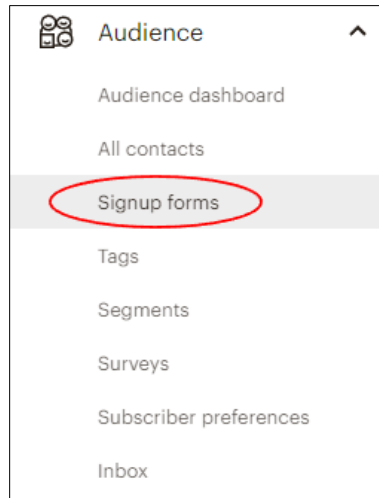 Audience
Audience dashboard
All contacts
Signup forms
Tags
Segments
Surveys
Subscriber preferences
Inbox